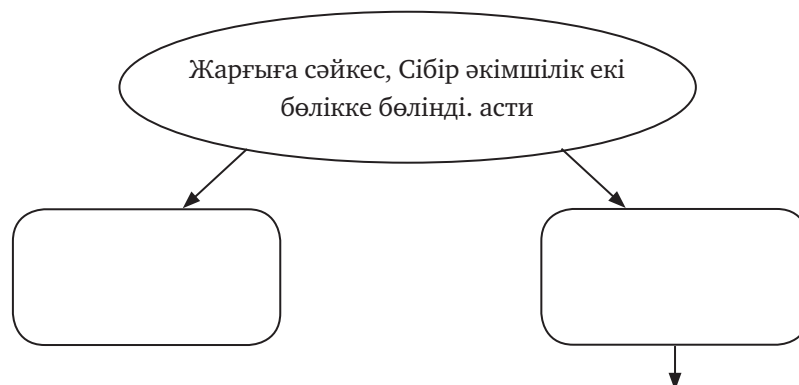 Жарғыға сәйкес, Сібір әкімшілік екі
бөлікке бөлінді. асти